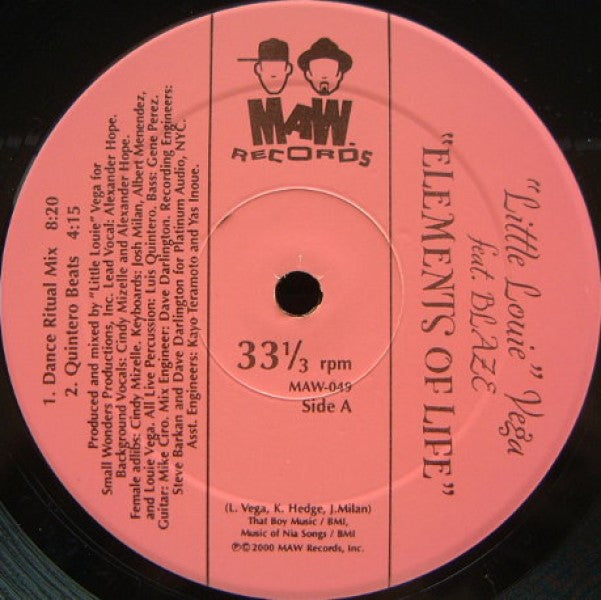 MAW.
RECORDS
"Little Louie" Vega
feat. BLAZE
"ELEMENTS OF LIFE"
33⅓ rpm
MAW-049
Side A
1. Dance Ritual Mix 8:20
2. Quintero Beats 4:15
Produced and mixed by "Little Louie" Vega for
Small Wonders Productions, Inc. Lead Vocal: Alexander Hope.
Background Vocals: Cindy Mizelle and Alexander Hope.
Female adlibs: Cindy Mizelle. Keyboards: Josh Milan, Albert Menendez,
and Louie Vega. All Live Percussion: Luis Quintero. Bass: Gene Perez.
Guitar: Mike Ciro. Mix Engineer: Dave Darlington. Recording Engineers:
Steve Barkan and Dave Darlington for Platinum Audio, NYC.
Asst. Engineers: Kayo Teramoto and Yas Inoue.
(L. Vega, K. Hedge, J.Milan)
That Boy Music / BMI,
Music of Nia Songs / BMI
℗©2000 MAW Records, Inc.